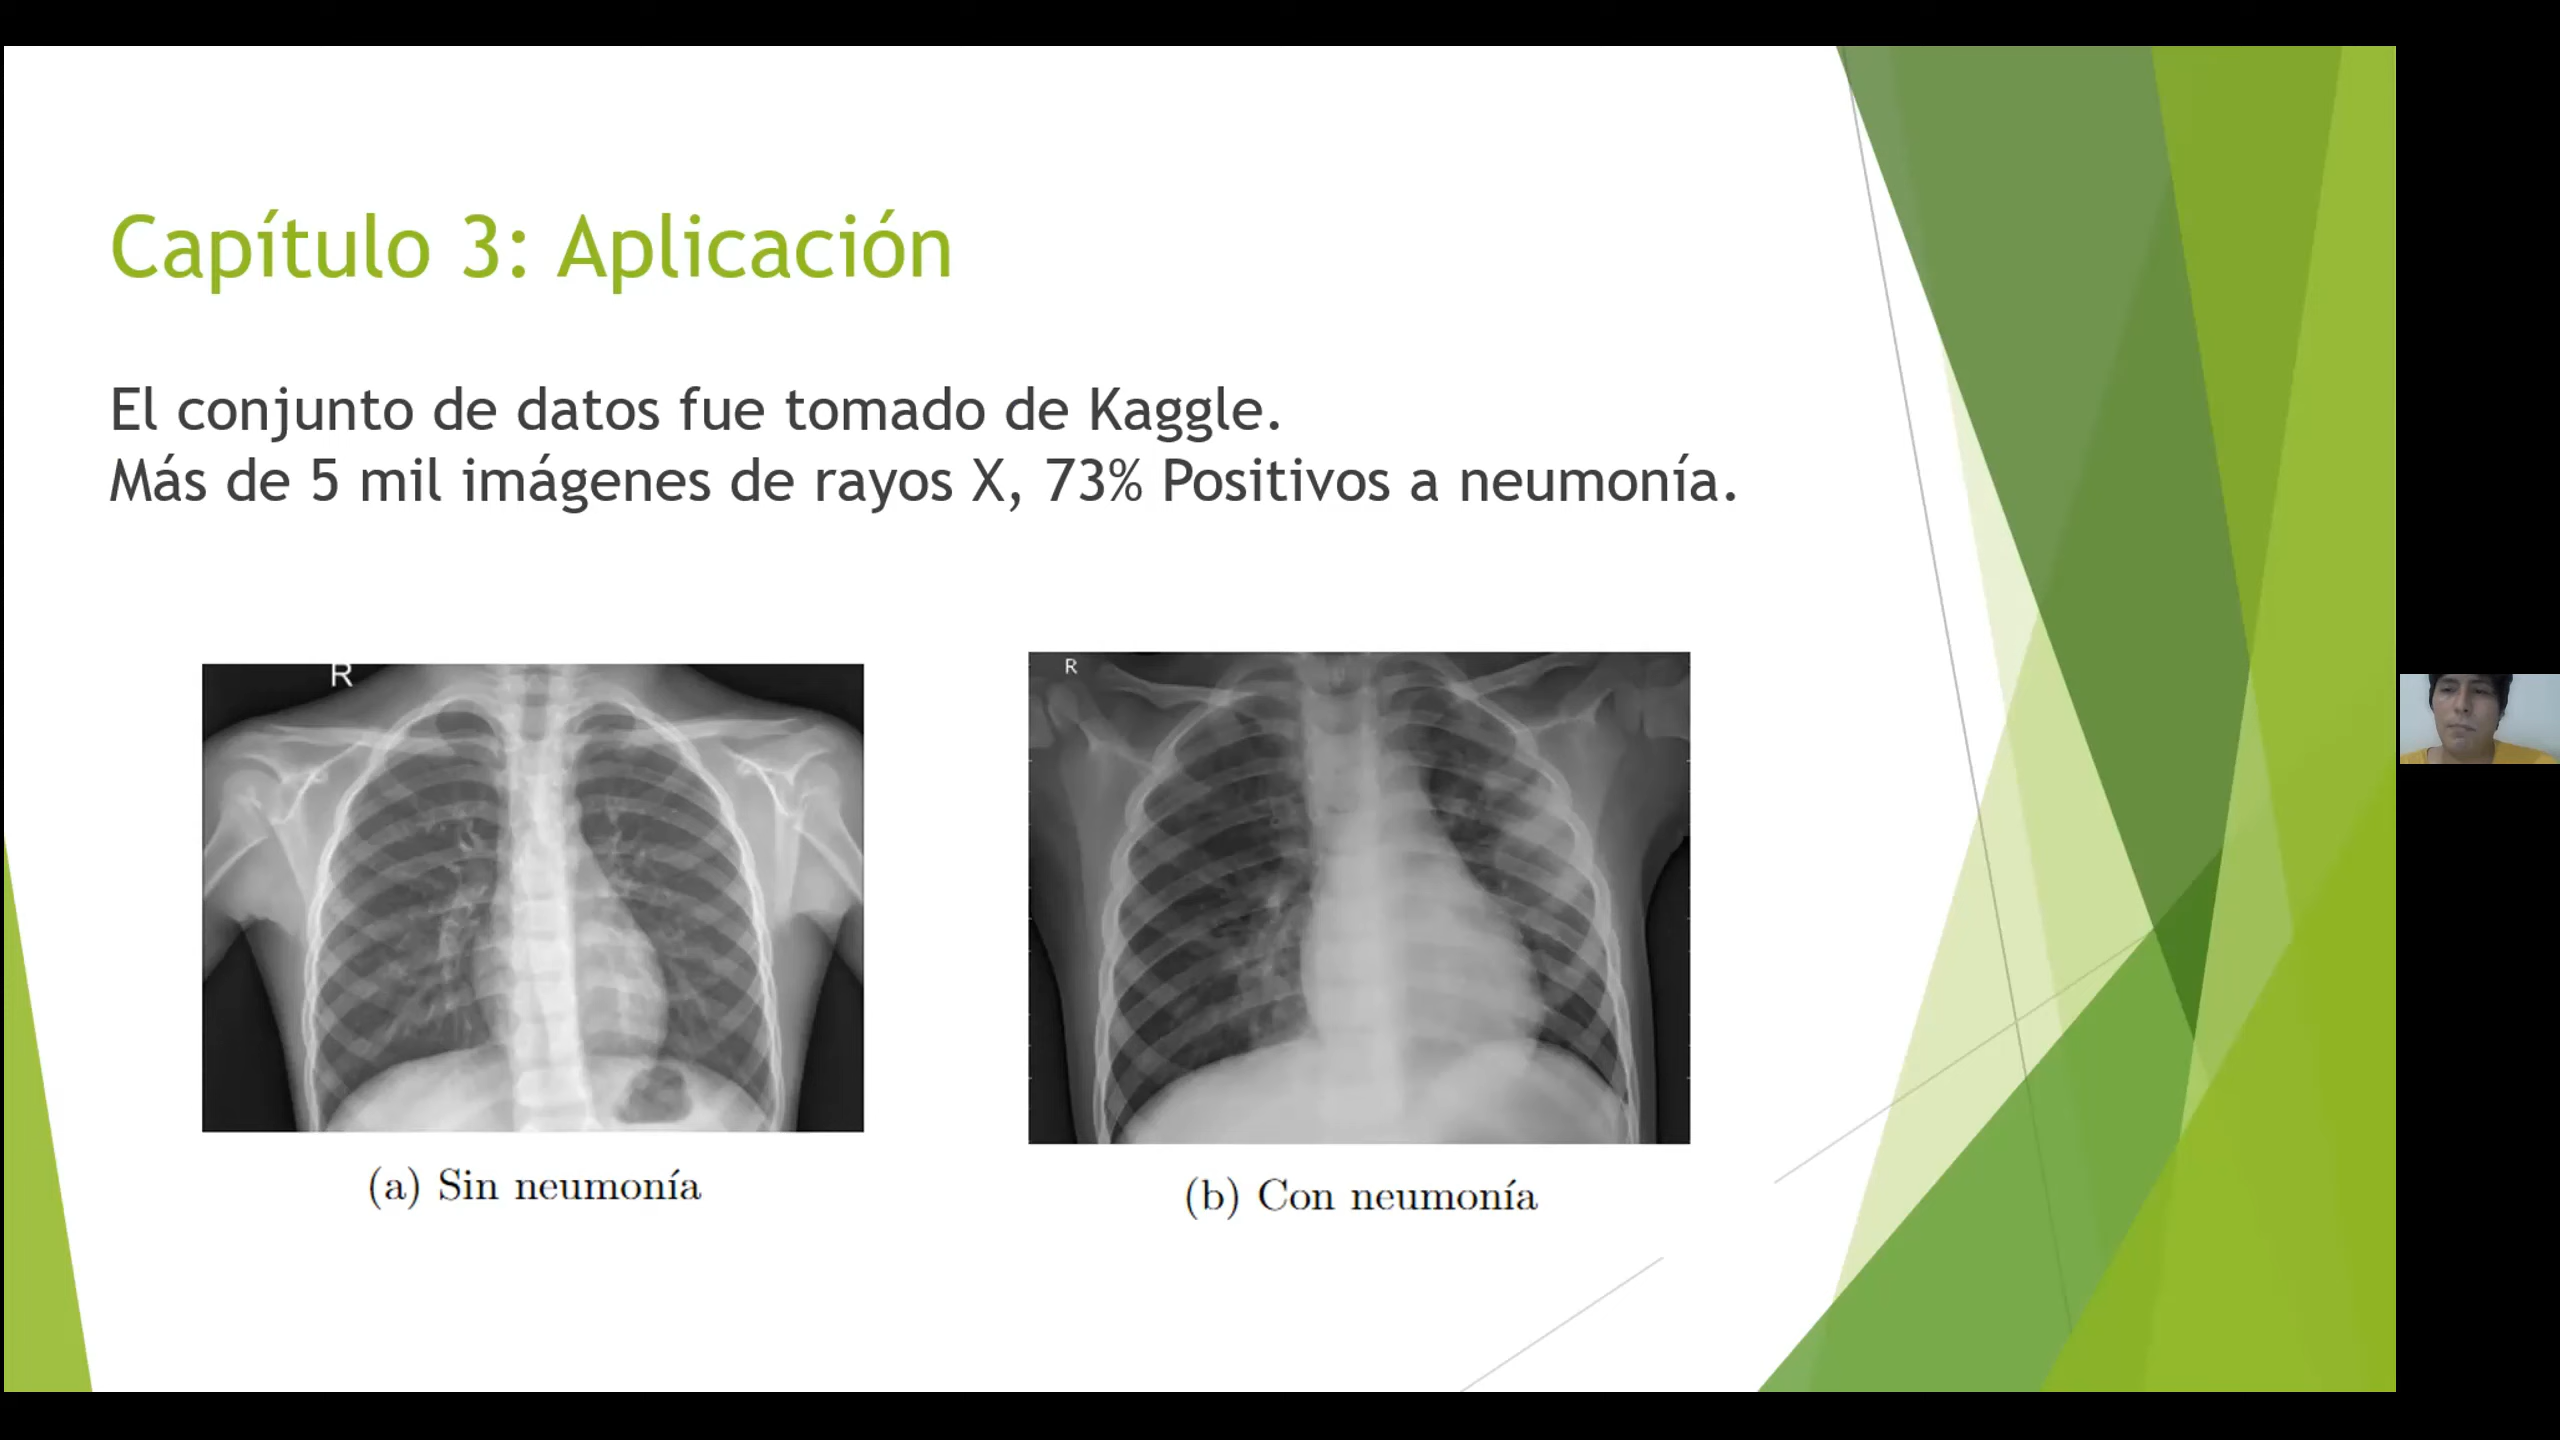 Capítulo 3: Aplicación
El conjunto de datos fue tomado de Kaggle.
Más de 5 mil imágenes de rayos X, 73% Positivos a neumonía.
R
R
(a) Sin neumonía
(b) Con neumonía